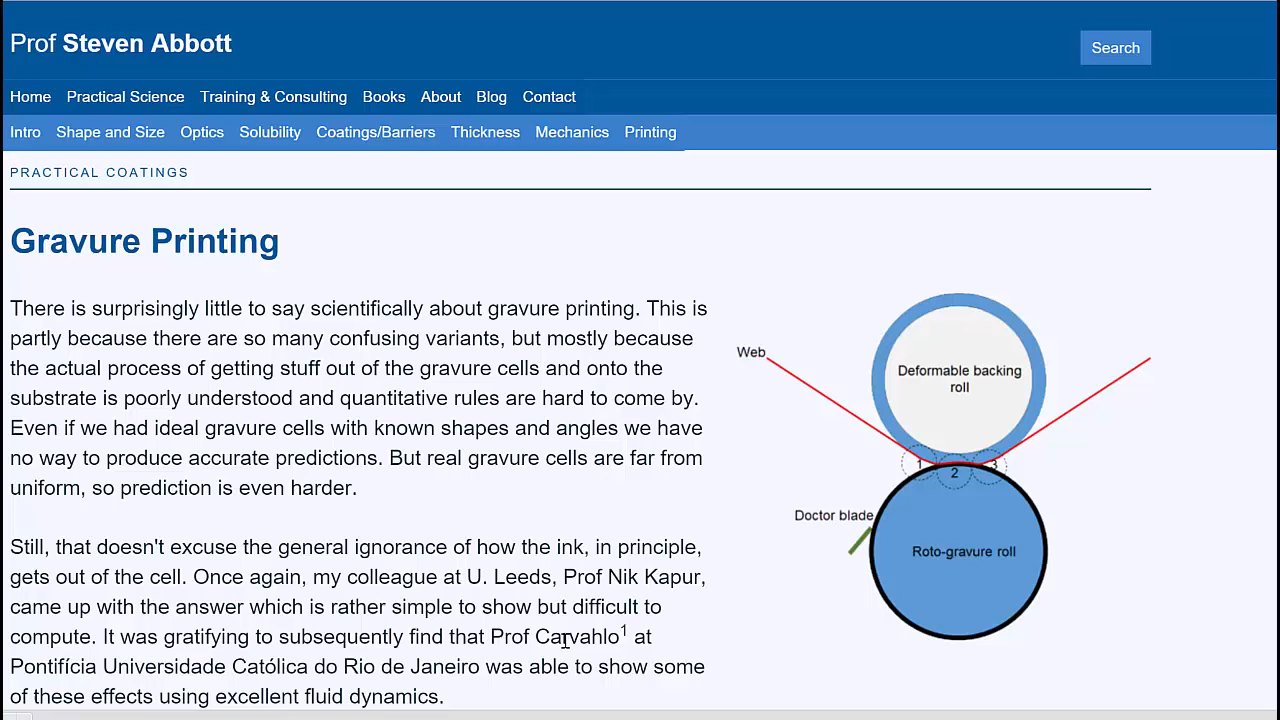 Prof Steven Abbott
Search
Home Practical Science Training & Consulting Books About Blog Contact
Intro Shape and Size Optics Solubility Coatings/Barriers Thickness Mechanics Printing
PRACTICAL COATINGS
Gravure Printing
There is surprisingly little to say scientifically about gravure printing. This is
partly because there are so many confusing variants, but mostly because
the actual process of getting stuff out of the gravure cells and onto the
substrate is poorly understood and quantitative rules are hard to come by.
Even if we had ideal gravure cells with known shapes and angles we have
no way to produce accurate predictions. But real gravure cells are far from
uniform, so prediction is even harder.
Still, that doesn't excuse the general ignorance of how the ink, in principle,
gets out of the cell. Once again, my colleague at U. Leeds, Prof Nik Kapur,
came up with the answer which is rather simple to show but difficult to
compute. It was gratifying to subsequently find that Prof Carvahlo1 at
Pontifícia Universidade Católica do Rio de Janeiro was able to show some
of these effects using excellent fluid dynamics.
Web
Deformable backing
roll
1 2 3
Doctor blade
Roto-gravure roll